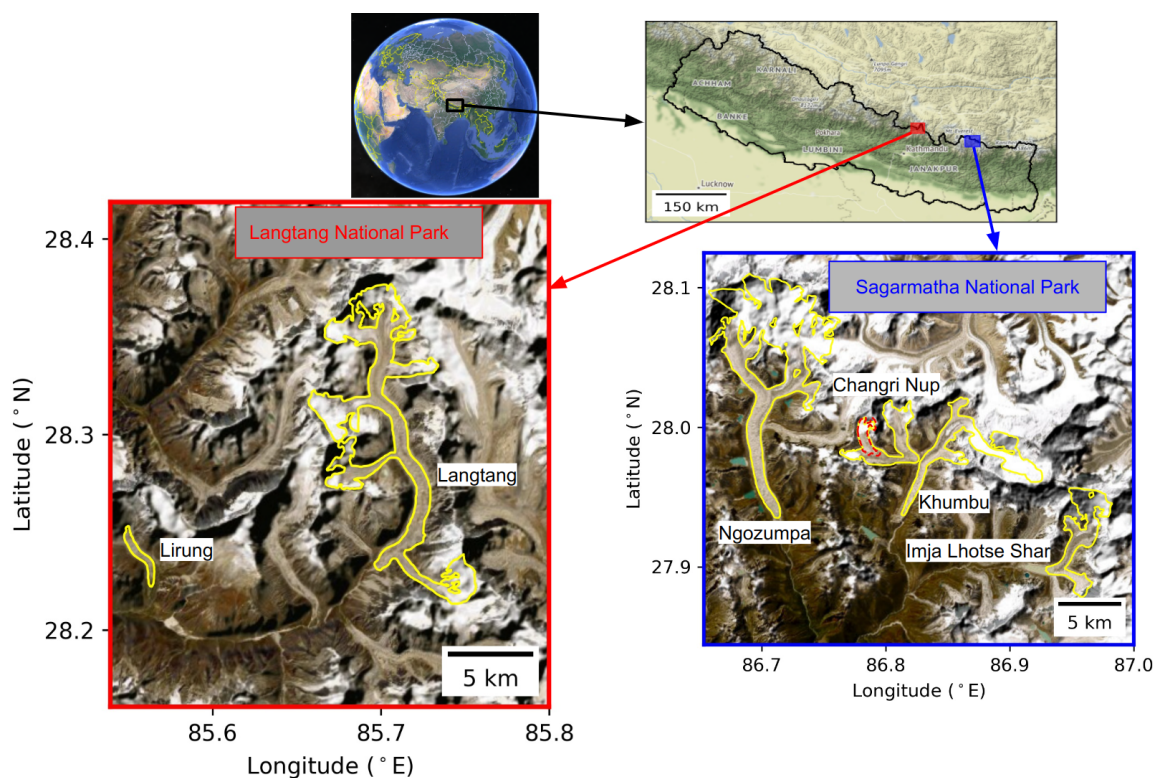 KARNALI
ACHHAM
BANKE
Pokhara
LUMBINI
Kathmandu
JANAKPUR
Mt Everest
Lucknow
150 km
Langtang National Park
28.4
28.3
28.2
Latitude (°N)
Langtang
Lirung
5 km
85.6
85.7
85.8
Longitude (°E)
Sagarmatha National Park
28.1
28.0
27.9
Latitude (°N)
Changri Nup
Khumbu
Ngozumpa
Imja Lhotse Shar
5 km
86.7
86.8
86.9
87.0
Longitude (°E)